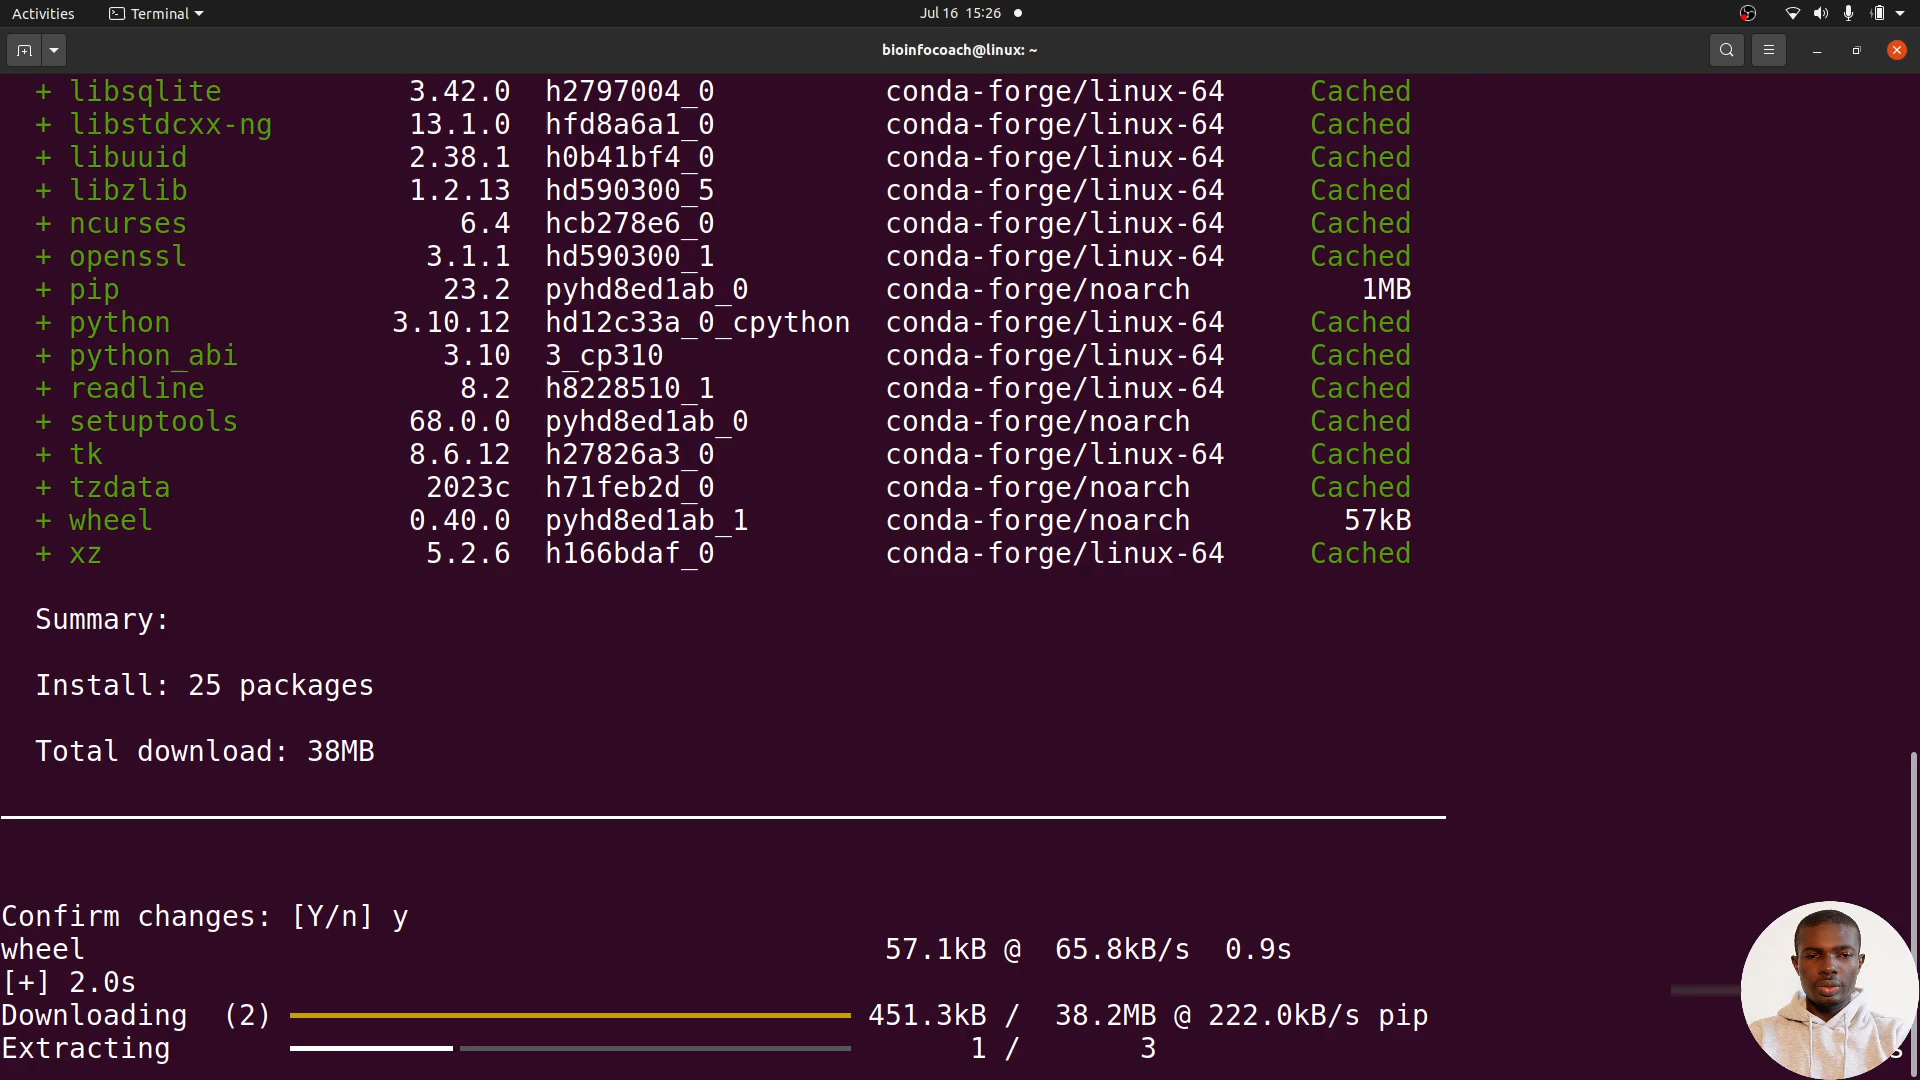 Activities Terminal Jul 16 15:26
bioinfocoach@linux: ~
+ libsqlite 3.42.0 h2797004_0 conda-forge/linux-64 Cached
+ libstdcxx-ng 13.1.0 hfd8a6a1_0 conda-forge/linux-64 Cached
+ libuuid 2.38.1 h0b41bf4_0 conda-forge/linux-64 Cached
+ libzlib 1.2.13 hd590300_5 conda-forge/linux-64 Cached
+ ncurses 6.4 hcb278e6_0 conda-forge/linux-64 Cached
+ openssl 3.1.1 hd590300_1 conda-forge/linux-64 Cached
+ pip 23.2 pyhd8ed1ab_0 conda-forge/noarch 1MB
+ python 3.10.12 hd12c33a_0_cpython conda-forge/linux-64 Cached
+ python_abi 3.10 3_cp310 conda-forge/linux-64 Cached
+ readline 8.2 h8228510_1 conda-forge/linux-64 Cached
+ setuptools 68.0.0 pyhd8ed1ab_0 conda-forge/noarch Cached
+ tk 8.6.12 h27826a3_0 conda-forge/linux-64 Cached
+ tzdata 2023c h71feb2d_0 conda-forge/noarch Cached
+ wheel 0.40.0 pyhd8ed1ab_1 conda-forge/noarch 57kB
+ xz 5.2.6 h166bdaf_0 conda-forge/linux-64 Cached
Summary:
Install: 25 packages
Total download: 38MB
Confirm changes: [Y/n] y
wheel 57.1kB @ 65.8kB/s 0.9s
[+] 2.0s
Downloading (2) 451.3kB / 38.2MB @ 222.0kB/s pip
Extracting 1 / 3